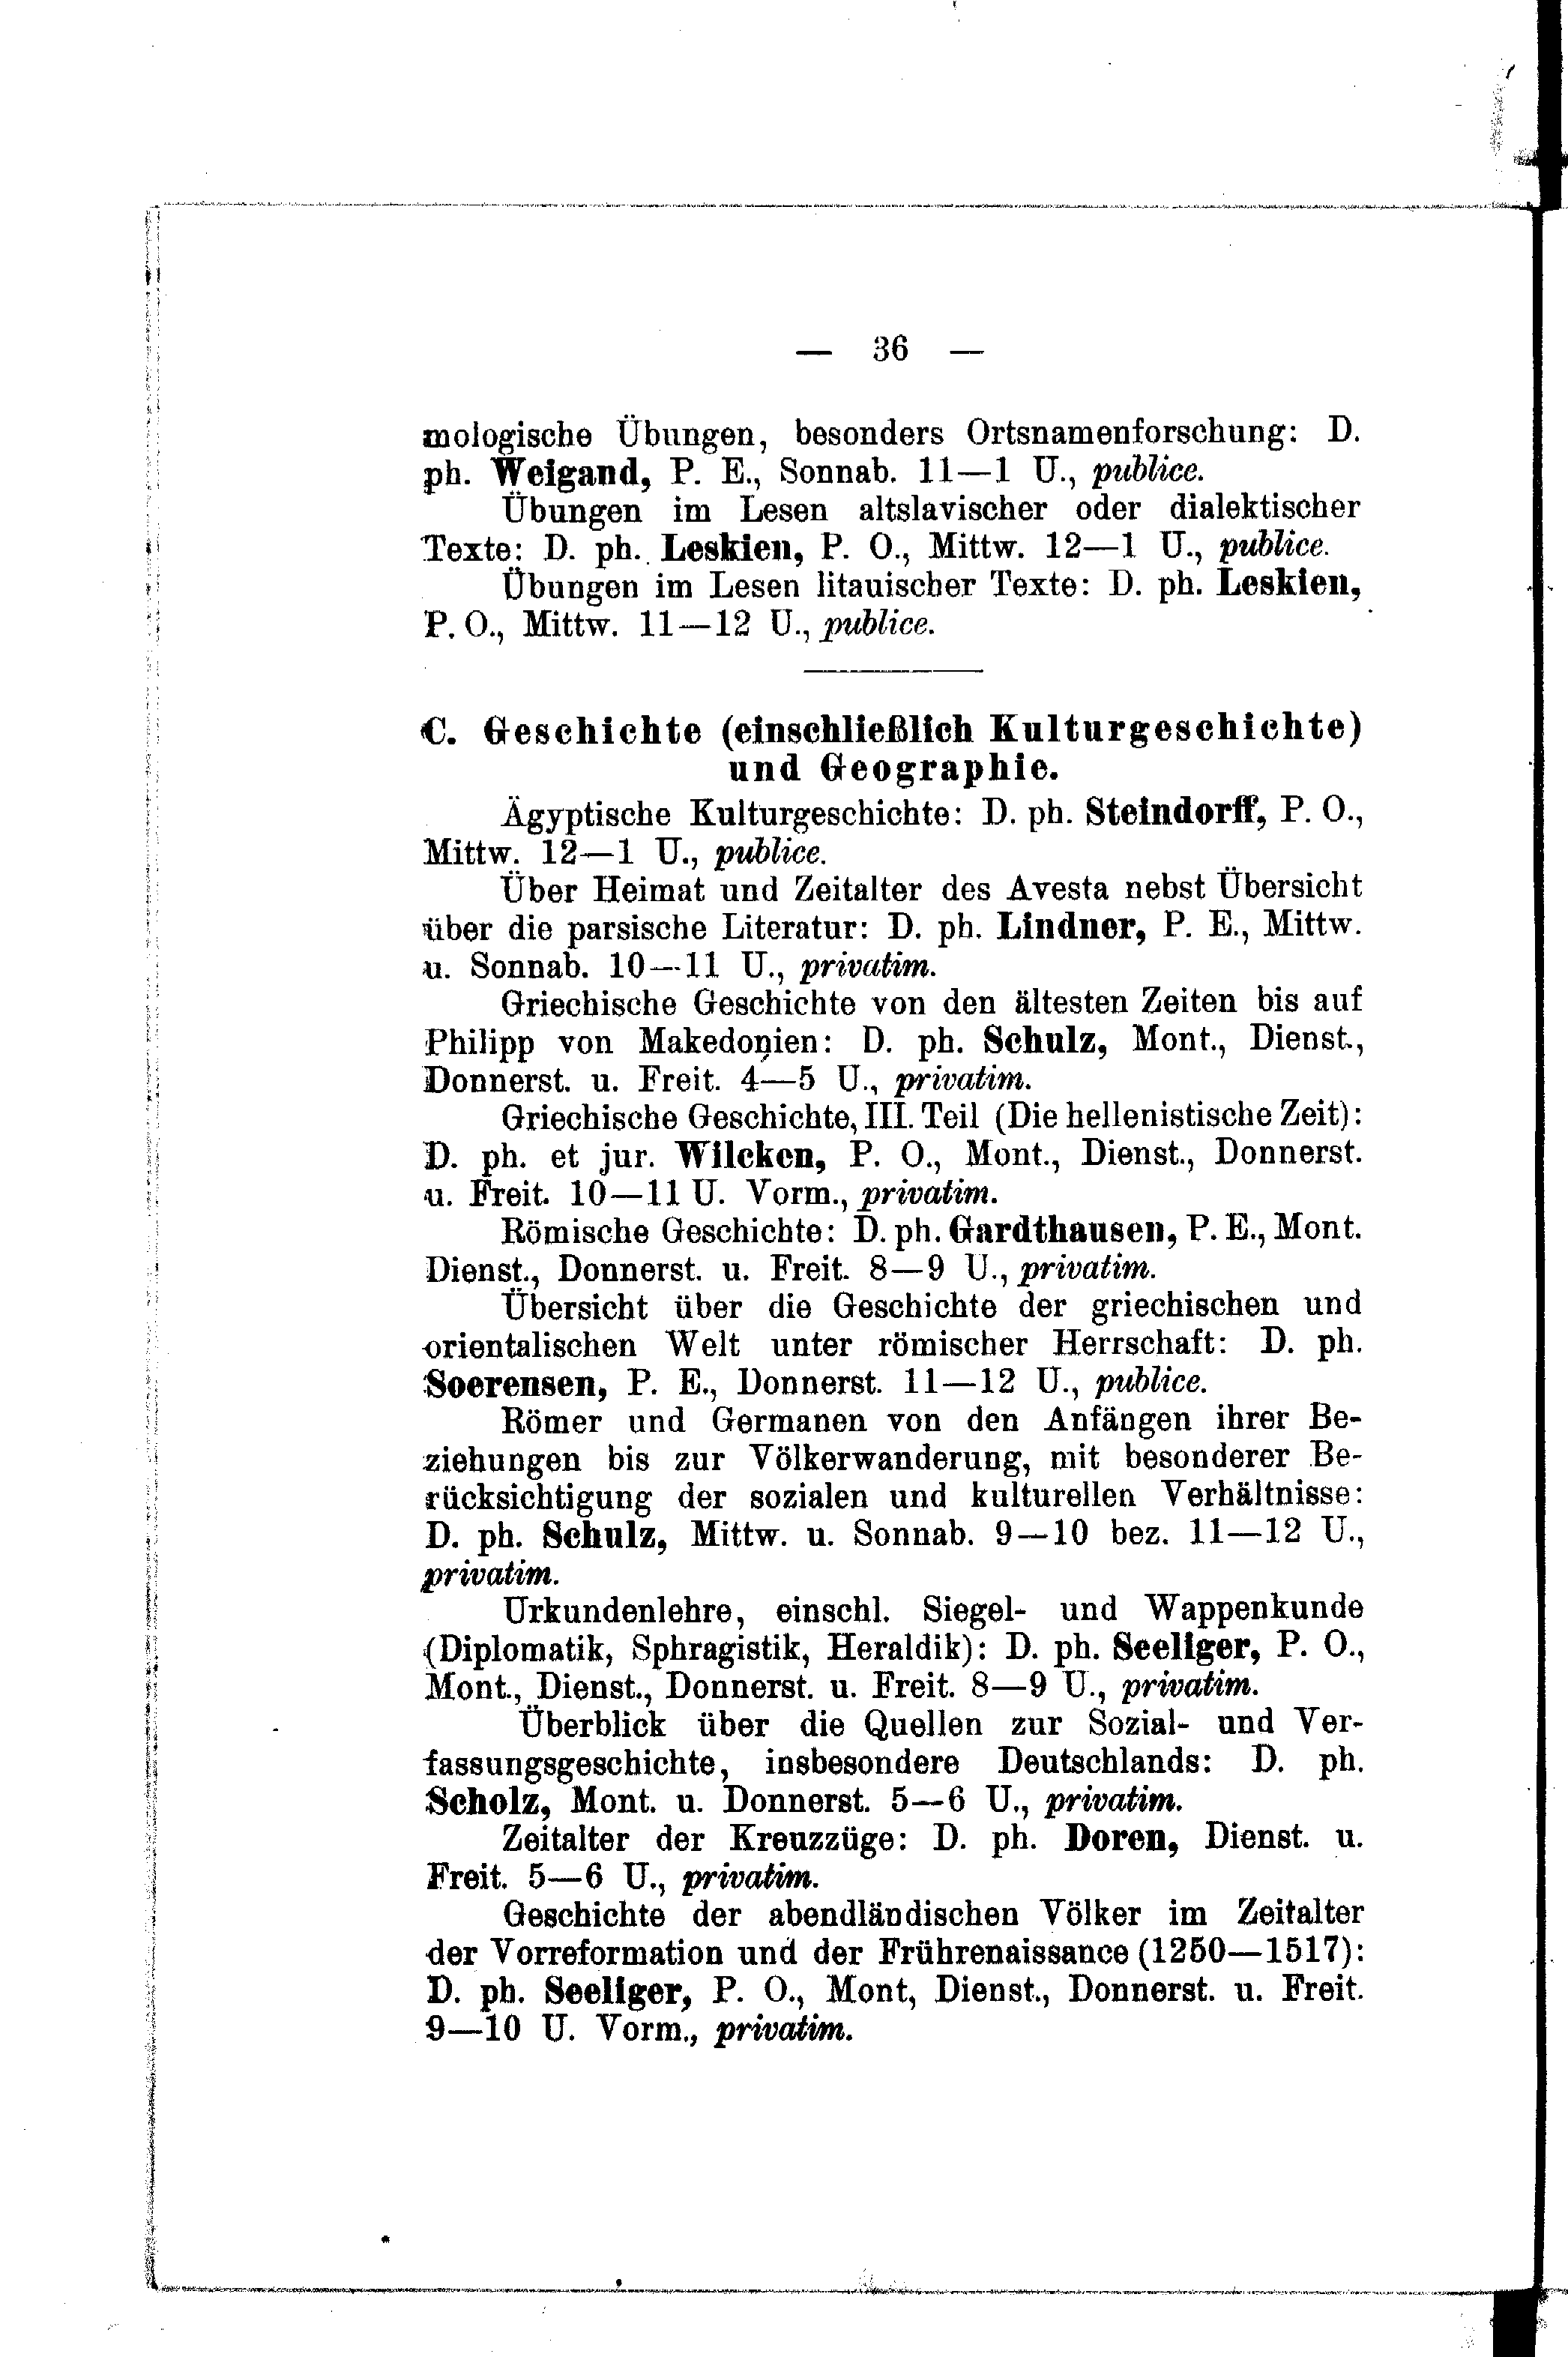 — 36 —
mologische Übungen, besonders Ortsnamenforschung: D.
ph. Weigand, P. E., Sonnab. 11—1 U., publice.
Übungen im Lesen altslavischer oder dialektischer
Texte: D. ph. Leskien, P. O., Mittw. 12—1 U., publice.
Übungen im Lesen litauischer Texte: D. ph. Leskien,
P. O., Mittw. 11—12 U., publice.
C. Geschichte (einschließlich Kulturgeschichte)
und Geographie.
Ägyptische Kulturgeschichte: D. ph. Steindorff, P. O.,
Mittw. 12—1 U., publice.
Über Heimat und Zeitalter des Avesta nebst Übersicht
über die parsische Literatur: D. ph. Lindner, P. E., Mittw.
u. Sonnab. 10—11 U., privatim.
Griechische Geschichte von den ältesten Zeiten bis auf
Philipp von Makedonien: D. ph. Schulz, Mont., Dienst.,
Donnerst. u. Freit. 4—5 U., privatim.
Griechische Geschichte, III. Teil (Die hellenistische Zeit):
D. ph. et jur. Wilcken, P. O., Mont., Dienst., Donnerst.
u. Freit. 10—11 U. Vorm., privatim.
Römische Geschichte: D. ph. Gardthausen, P. E., Mont.
Dienst., Donnerst. u. Freit. 8—9 U., privatim.
Übersicht über die Geschichte der griechischen und
orientalischen Welt unter römischer Herrschaft: D. ph.
Soerensen, P. E., Donnerst. 11—12 U., publice.
Römer und Germanen von den Anfängen ihrer Be-
ziehungen bis zur Völkerwanderung, mit besonderer Be-
rücksichtigung der sozialen und kulturellen Verhältnisse:
D. ph. Schulz, Mittw. u. Sonnab. 9—10 bez. 11—12 U.,
privatim.
Urkundenlehre, einschl. Siegel- und Wappenkunde
(Diplomatik, Sphragistik, Heraldik): D. ph. Seeliger, P. O.,
Mont., Dienst., Donnerst. u. Freit. 8—9 U., privatim.
Überblick über die Quellen zur Sozial- und Ver-
fassungsgeschichte, insbesondere Deutschlands: D. ph.
Scholz, Mont. u. Donnerst. 5—6 U., privatim.
Zeitalter der Kreuzzüge: D. ph. Doren, Dienst. u.
Freit. 5—6 U., privatim.
Geschichte der abendländischen Völker im Zeitalter
der Vorreformation und der Frührenaissance (1250—1517):
D. ph. Seeliger, P. O., Mont, Dienst., Donnerst. u. Freit.
9—10 U. Vorm., privatim.